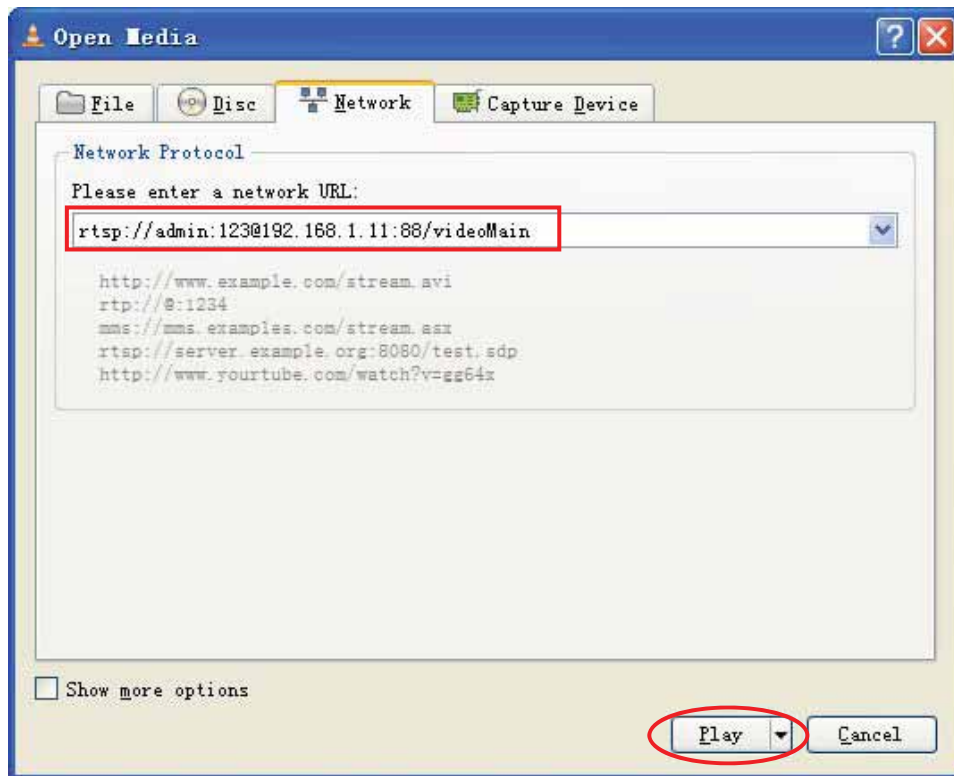 Open Media
File Disc Network Capture Device
Network Protocol
Please enter a network URL:
rtsp://admin:123@192.168.1.11:88/videoMain
http://www.example.com/stream.avi
rtp://@:1234
mms://mms.examples.com/stream.asx
rtsp://server.example.org:8080/test.sdp
http://www.yourtube.com/watch?v=gg64x
Show more options
Play Cancel